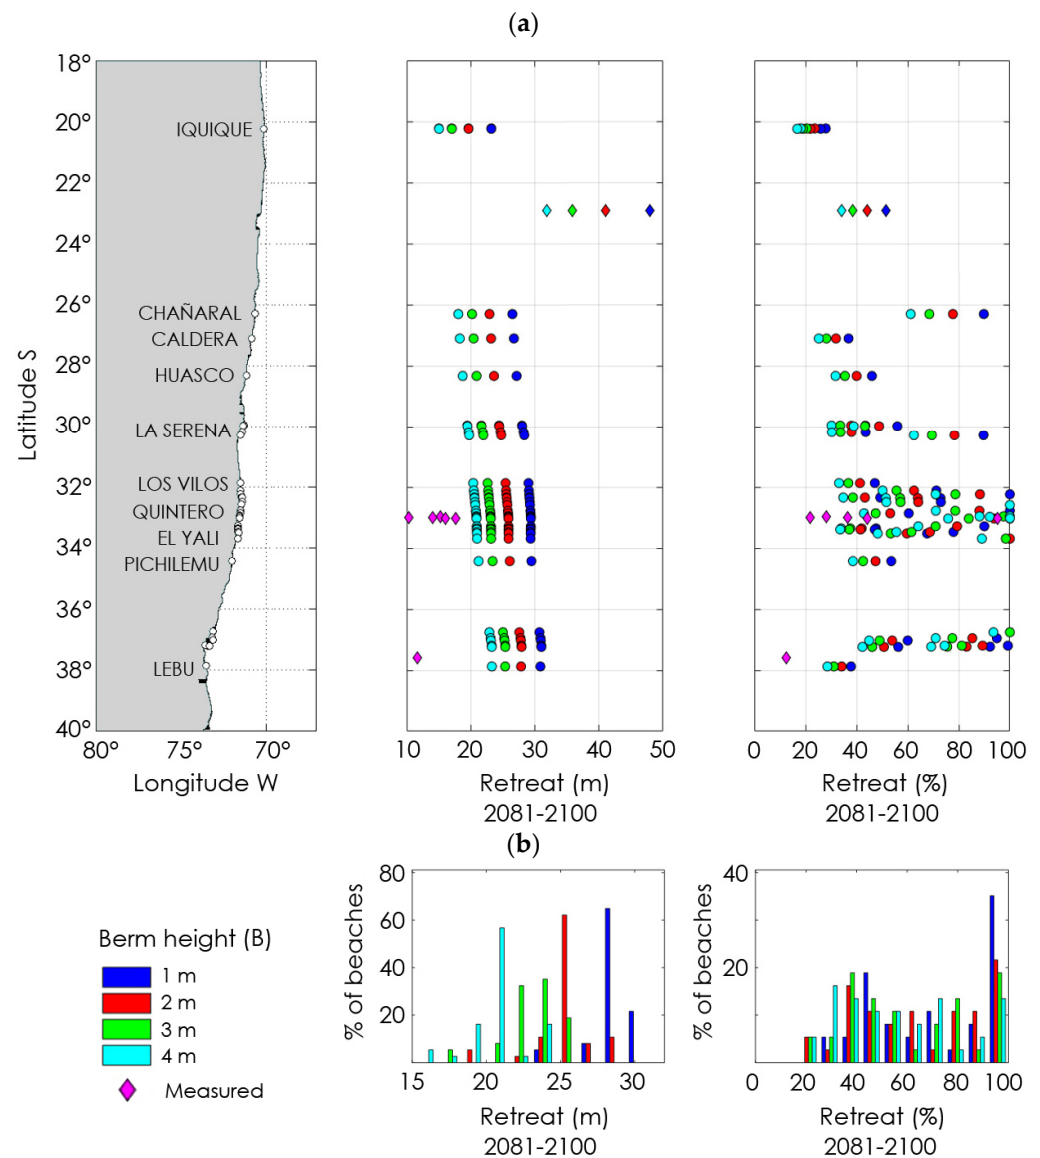 (a)
18°
20°
22°
24°
26°
28°
30°
32°
34°
36°
38°
40°
Latitude S
IQUIQUE
CHAÑARAL
CALDERA
HUASCO
LA SERENA
LOS VILOS
QUINTERO
EL YALI
PICHILEMU
LEBU
80° 75° 70°
Longitude W
10 20 30 40 50
Retreat (m)
2081-2100
0 20 40 60 80 100
Retreat (%)
2081-2100
(b)
Berm height (B)
1 m
2 m
3 m
4 m
Measured
% of beaches
80
60
40
20
15 20 25 30
Retreat (m)
2081-2100
% of beaches
40
20
0 20 40 60 80 100
Retreat (%)
2081-2100